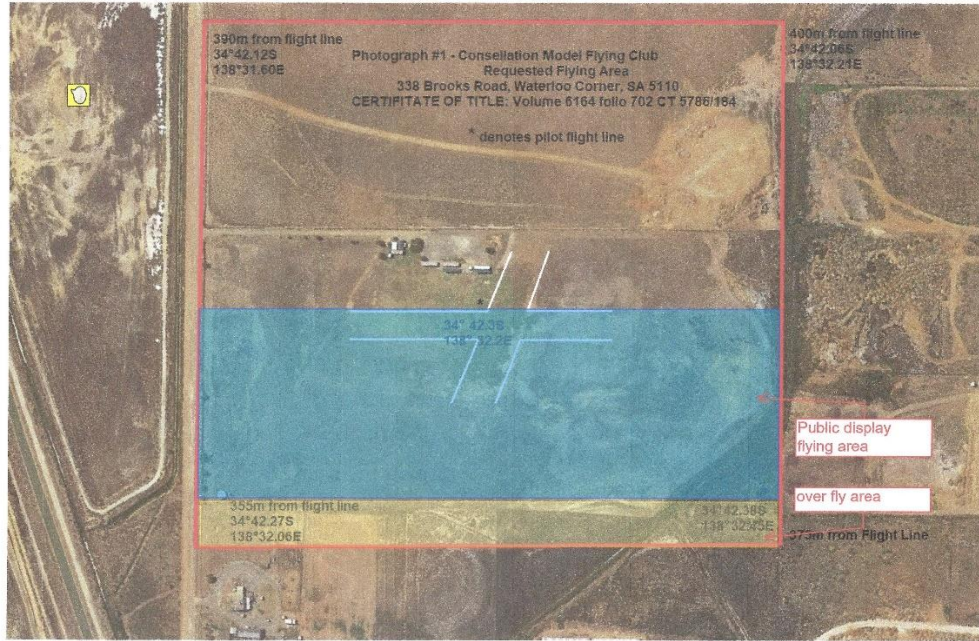 390m from flight line
34°42.12S
138°31.60E
400m from flight line
34°42.06S
138°32.21E
Photograph #1 - Consellation Model Flying Club
Requested Flying Area
338 Brooks Road, Waterloo Corner, SA 5110
CERTIFITATE OF TITLE: Volume 6164 folio 702 CT 5786/184
* denotes pilot flight line
*
34° 42.3S
138° 32.2E
Public display
flying area
over fly area
355m from flight line
34°42.27S
138°32.06E
34°42.38S
138°32.43E
373m from Flight Line